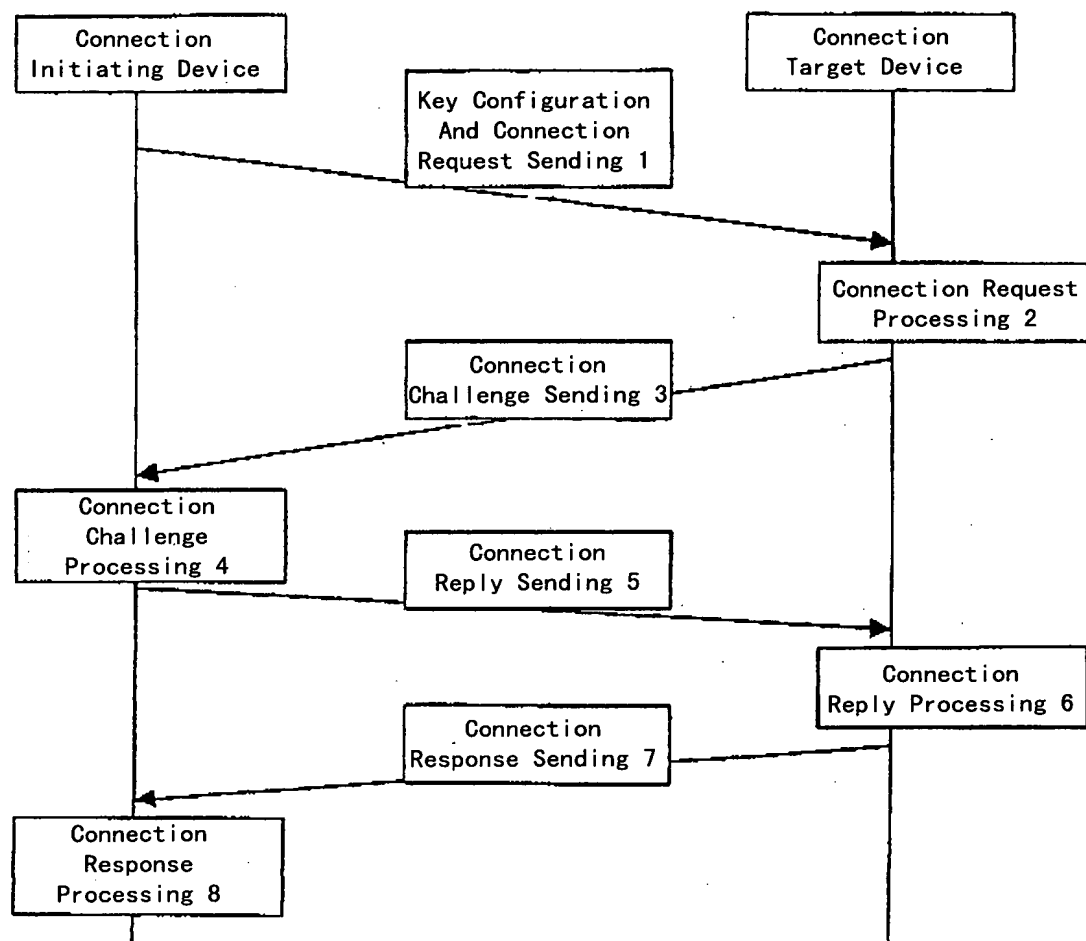 Connection
Initiating Device
Connection
Target Device
Key Configuration
And Connection
Request Sending 1
Connection Request
Processing 2
Connection
Challenge Sending 3
Connection
Challenge
Processing 4
Connection
Reply Sending 5
Connection
Reply Processing 6
Connection
Response Sending 7
Connection
Response
Processing 8